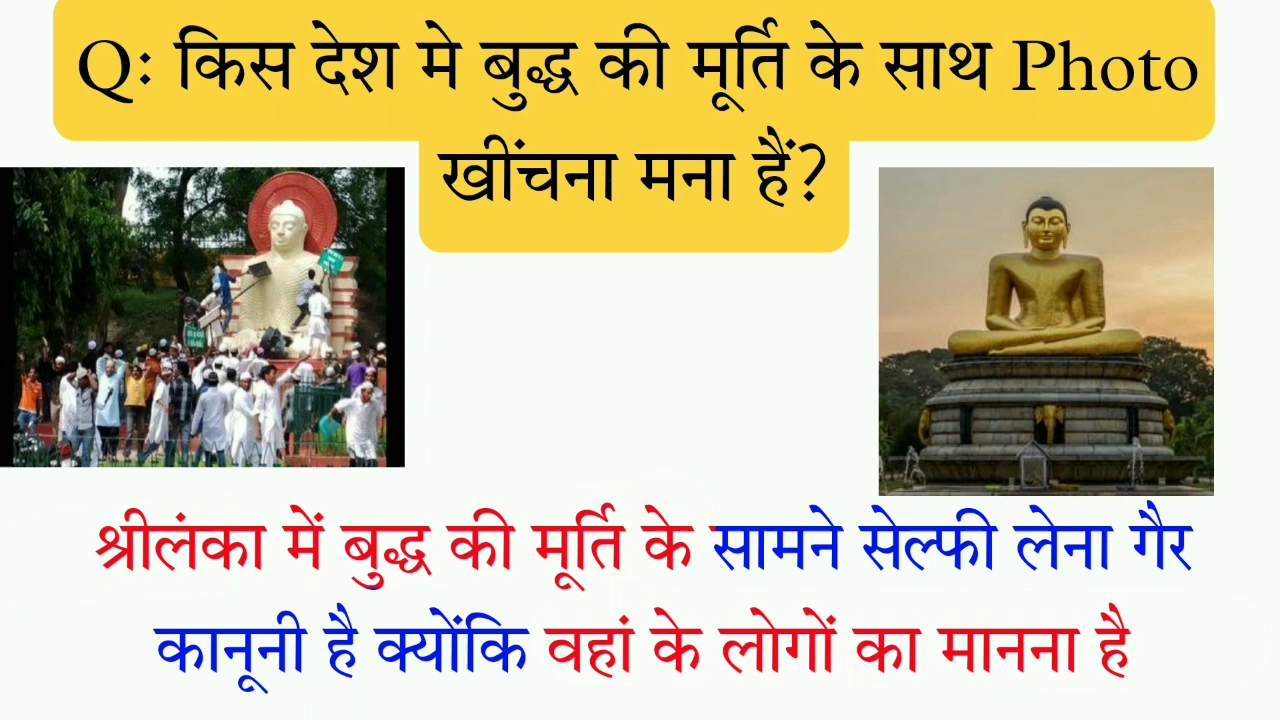 Q: किस देश मे बुद्ध की मूर्ति के साथ Photo
खींचना मना हैं?
श्रीलंका में बुद्ध की मूर्ति के सामने सेल्फी लेना गैर
कानूनी है क्योंकि वहां के लोगों का मानना है